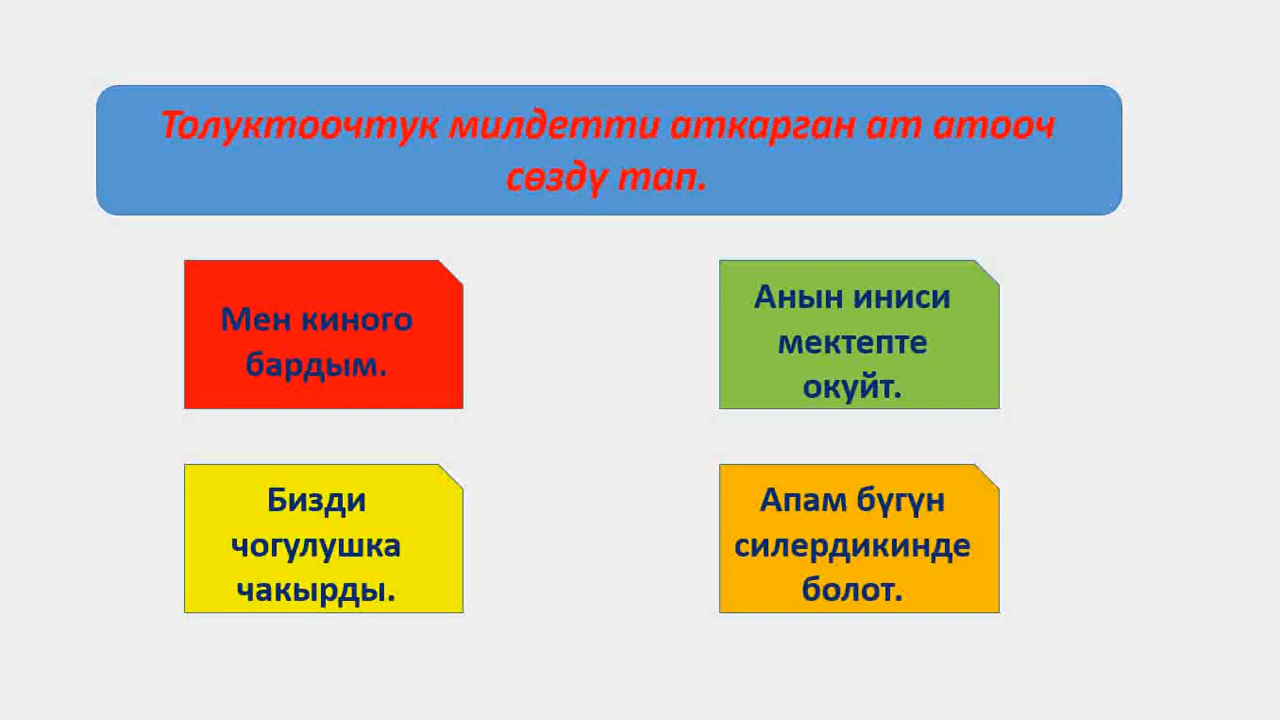 Толуктоочтук милдетти аткарган ат атооч
сөздү тап.
Мен киного
бардым.
Анын иниси
мектепте
окуйт.
Бизди
чогулушка
чакырды.
Апам бүгүн
силердикинде
болот.